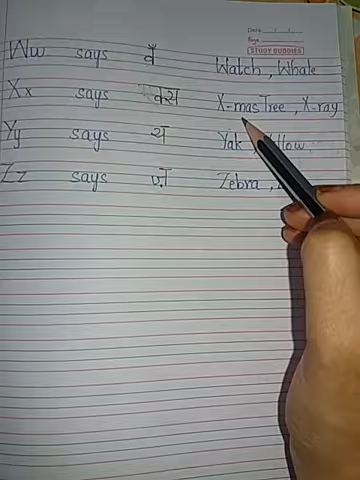 Date
Page
STUDY BUDDIES
Ww says वॅ Watch, Whale
Xx says क्स X-mas Tree, X-ray
Yy says य Yak
Zz says ज़ Zebra,